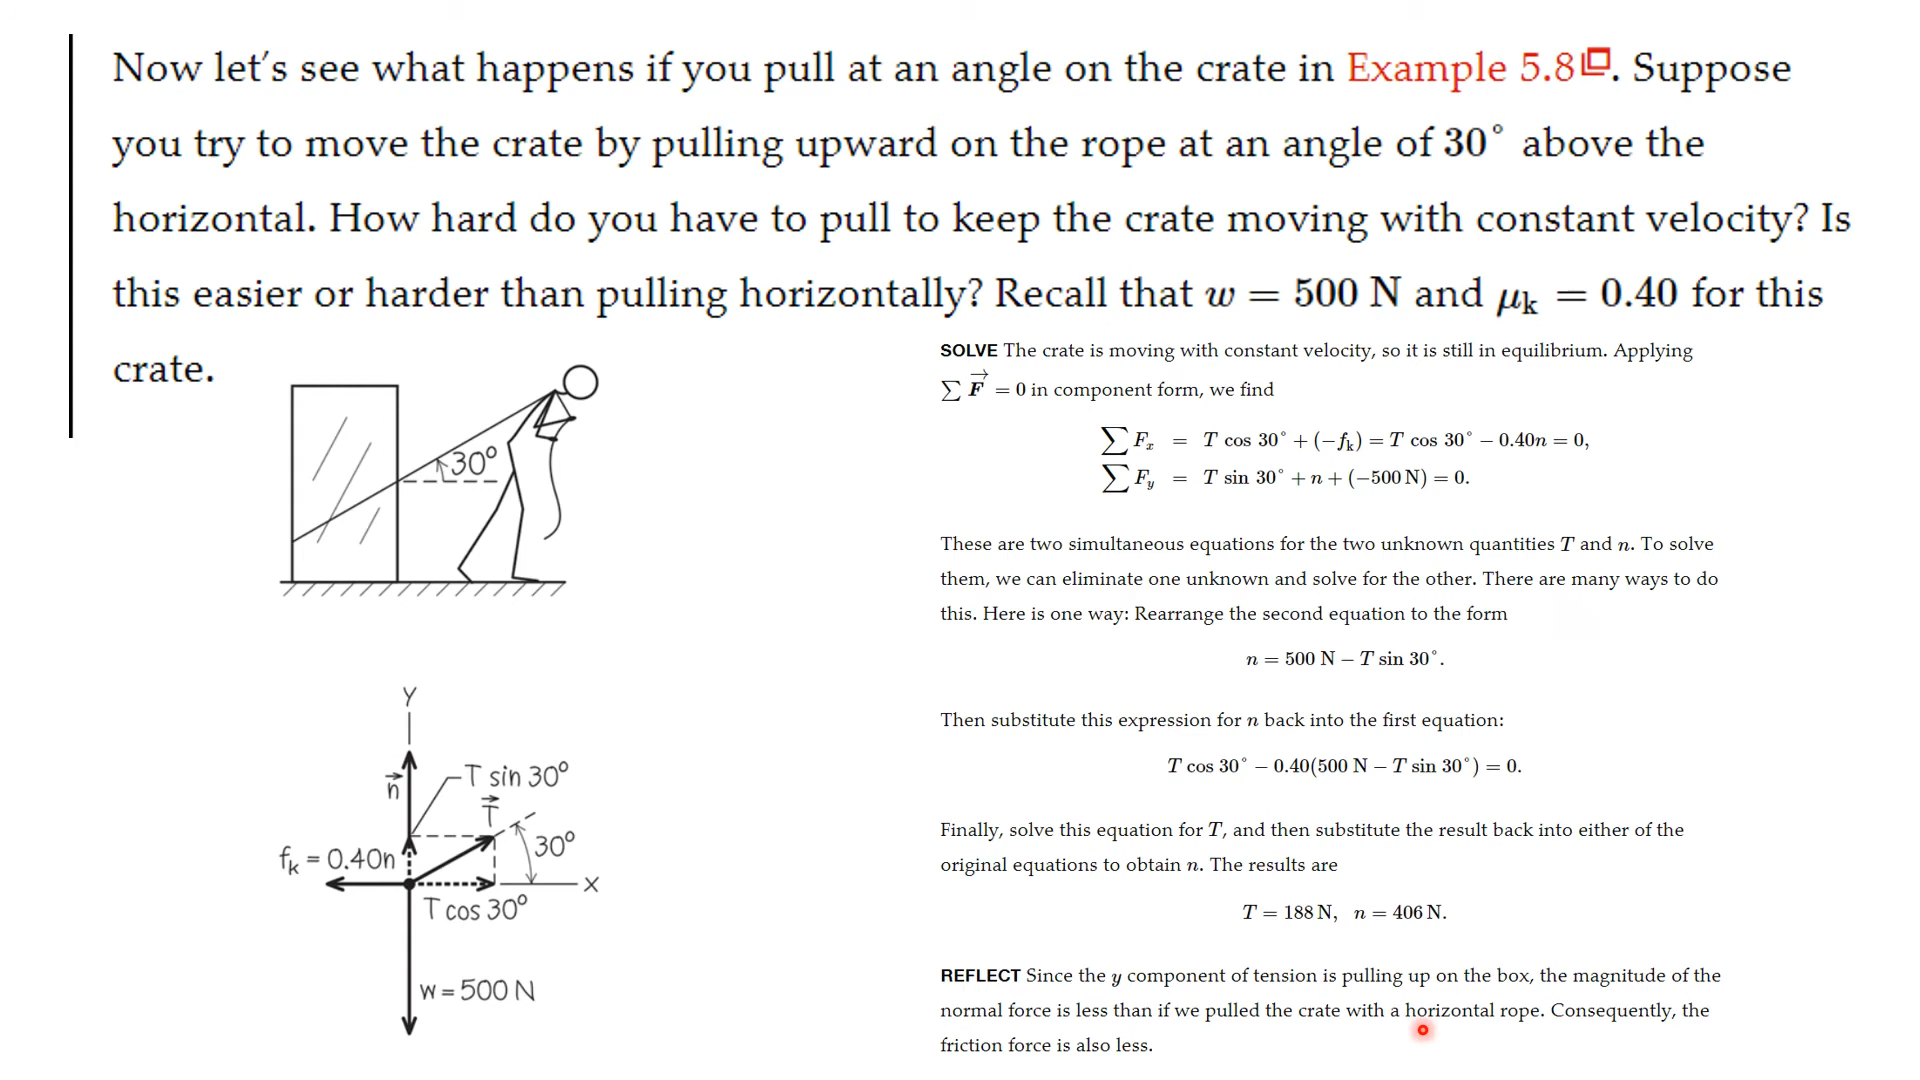 Now let's see what happens if you pull at an angle on the crate in Example 5.8. Suppose
you try to move the crate by pulling upward on the rope at an angle of 30° above the
horizontal. How hard do you have to pull to keep the crate moving with constant velocity? Is
this easier or harder than pulling horizontally? Recall that w = 500 N and μk = 0.40 for this
crate.
30°
Y
n⃗
T sin 30°
T⃗
30°
fk = 0.40n
X
T cos 30°
w = 500 N
SOLVE The crate is moving with constant velocity, so it is still in equilibrium. Applying
∑ F⃗ = 0 in component form, we find
∑ Fx = T cos 30° + (−fk) = T cos 30° − 0.40n = 0,
∑ Fy = T sin 30° + n + (−500 N) = 0.
These are two simultaneous equations for the two unknown quantities T and n. To solve
them, we can eliminate one unknown and solve for the other. There are many ways to do
this. Here is one way: Rearrange the second equation to the form
n = 500 N − T sin 30°.
Then substitute this expression for n back into the first equation:
T cos 30° − 0.40(500 N − T sin 30°) = 0.
Finally, solve this equation for T, and then substitute the result back into either of the
original equations to obtain n. The results are
T = 188 N, n = 406 N.
REFLECT Since the y component of tension is pulling up on the box, the magnitude of the
normal force is less than if we pulled the crate with a horizontal rope. Consequently, the
friction force is also less.